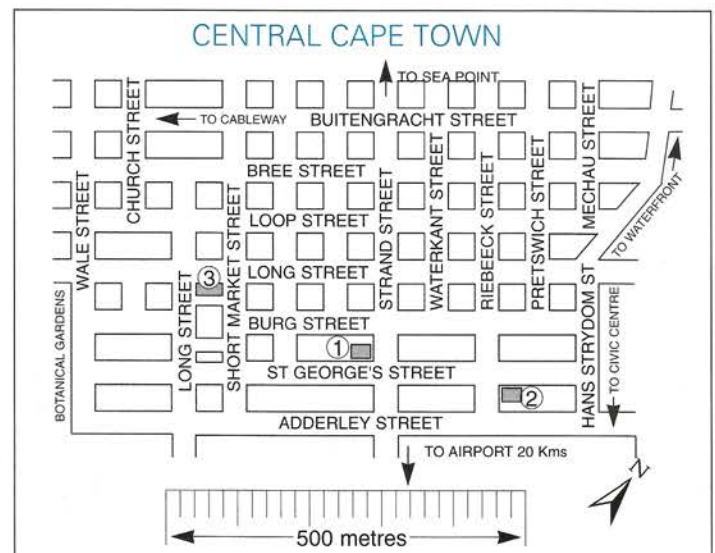 CENTRAL CAPE TOWN
TO SEA POINT
TO CABLEWAY
BUITENGRACHT STREET
CHURCH STREET
MECHAU STREET
BREE STREET
WALE STREET
LOOP STREET
STRAND STREET
WATERKANT STREET
RIEBEECK STREET
PRETSWICH STREET
TO WATERFRONT
SHORT MARKET STREET
LONG STREET
3
LONG STREET
BURG STREET
HANS STRYDOM ST
BOTANICAL GARDENS
1
ST GEORGE'S STREET
TO CIVIC CENTRE
2
ADDERLEY STREET
TO AIRPORT 20 Kms
N
500 metres